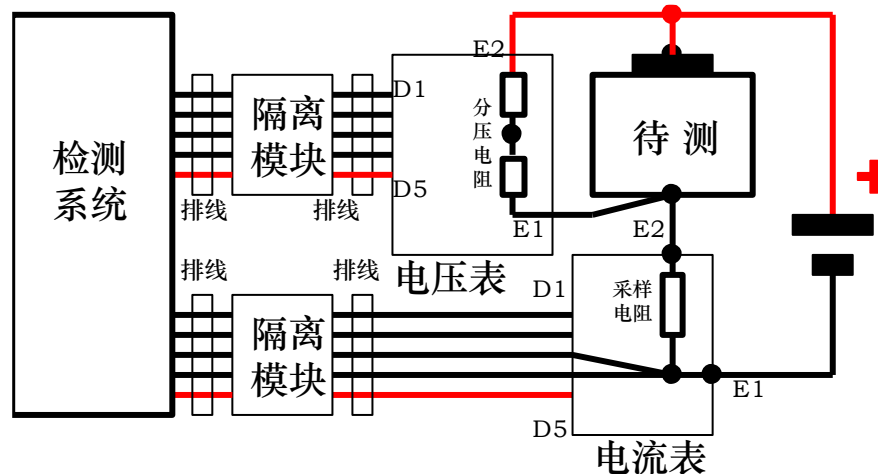 检测
系统
排线
隔离
模块
排线
D1
D5
E2
分
压
电
阻
E1
电压表
待 测
E2
+
排线
隔离
模块
排线
D1
D5
采样
电阻
E1
电流表